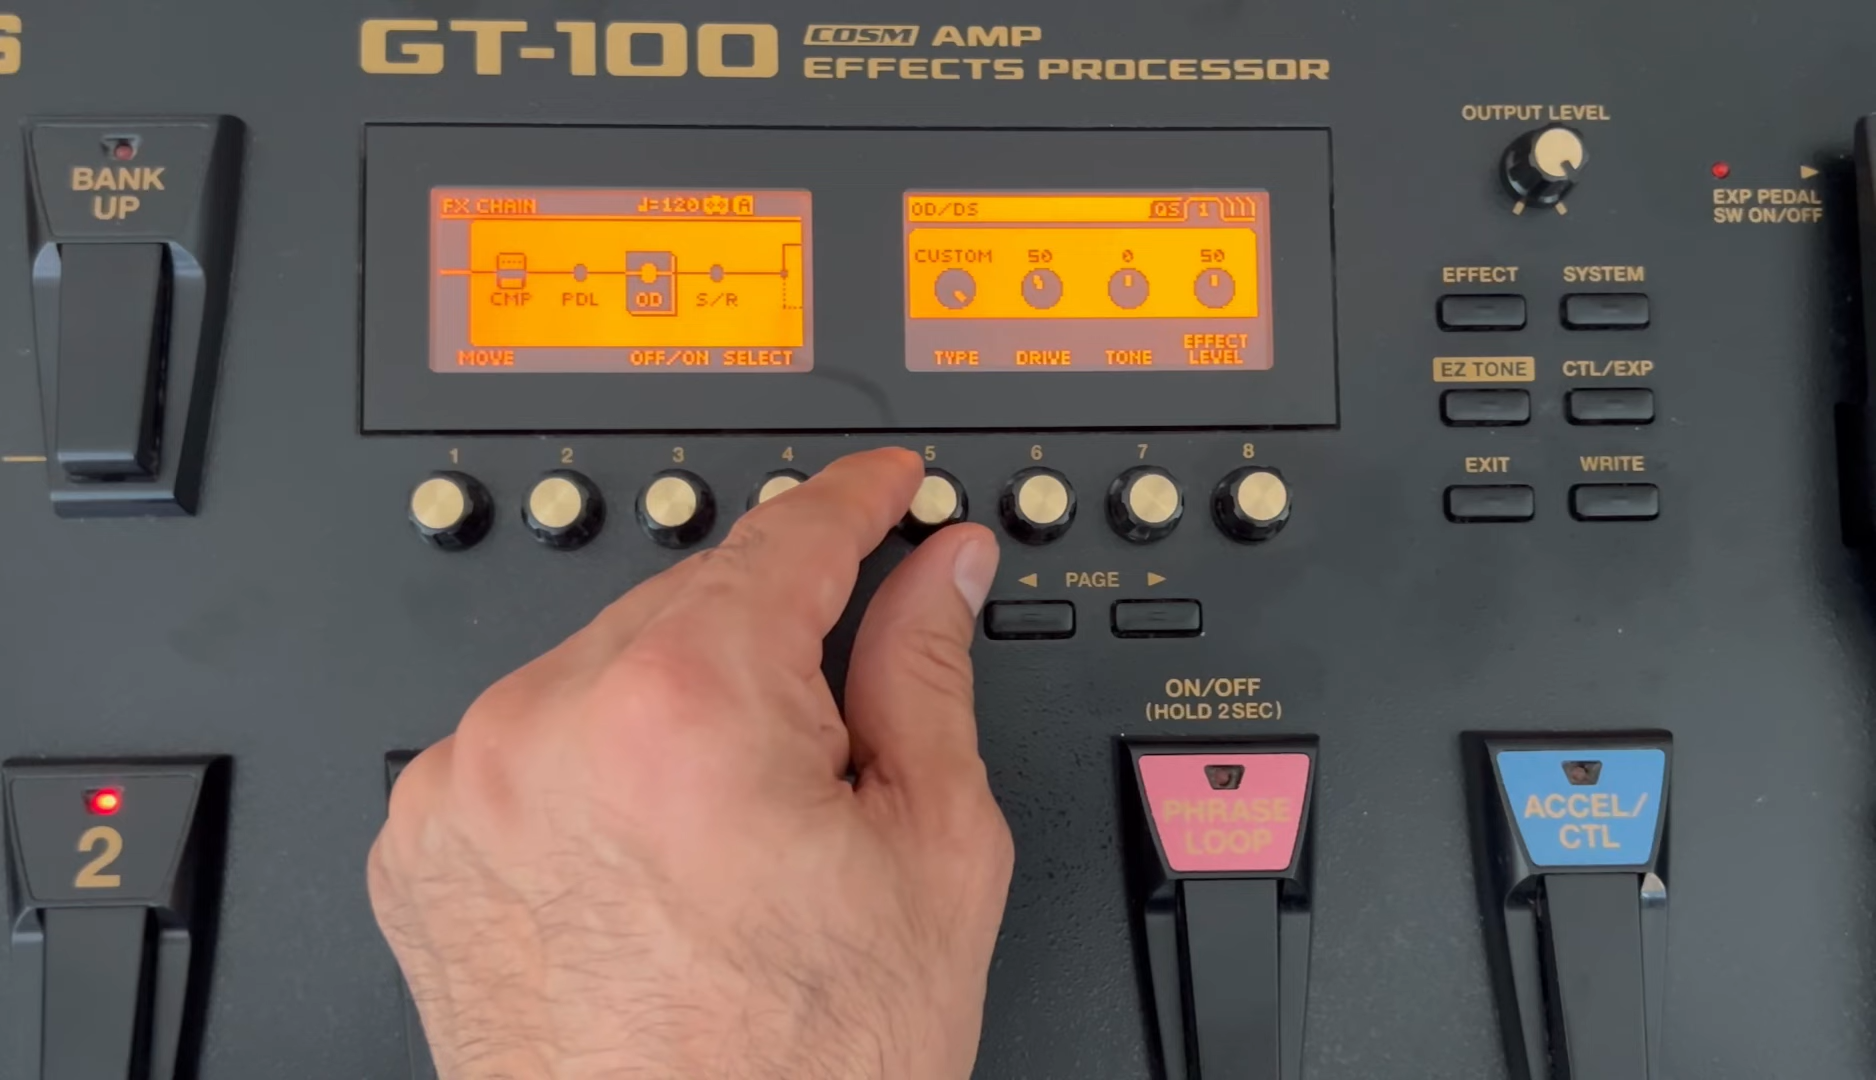 GT-100 COSM AMP
EFFECTS PROCESSOR
BANK
UP
FX CHAIN ♩=120 A
CMP PDL OD S/R
MOVE OFF/ON SELECT
OD/DS QS 1
CUSTOM 50 0 50
TYPE DRIVE TONE EFFECT LEVEL
OUTPUT LEVEL
EXP PEDAL
SW ON/OFF
EFFECT SYSTEM
EZ TONE CTL/EXP
EXIT WRITE
1 2 3 4 5 6 7 8
◀ PAGE ▶
ON/OFF
(HOLD 2SEC)
2
PHRASE
LOOP
ACCEL/
CTL